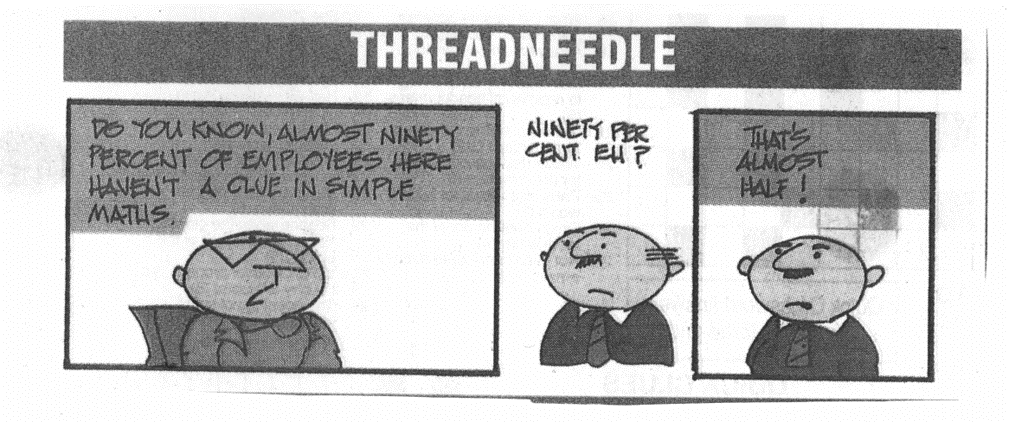 THREADNEEDLE
DO YOU KNOW, ALMOST NINETY
PERCENT OF EMPLOYEES HERE
HAVEN'T A CLUE IN SIMPLE
MATHS.
NINETY PER
CENT. EH?
THAT'S
ALMOST
HALF!